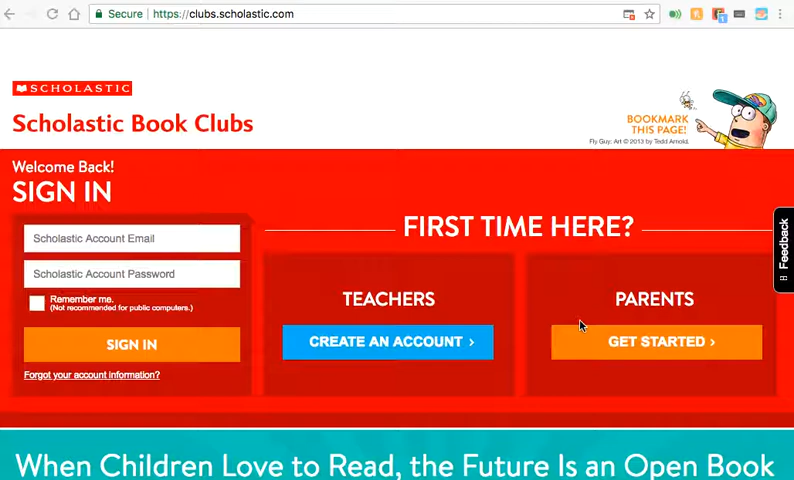 Secure https://clubs.scholastic.com
SCHOLASTIC
Scholastic Book Clubs
BOOKMARK
THIS PAGE!
Fly Guy: Art © 2013 by Tedd Arnold.
Welcome Back!
SIGN IN
FIRST TIME HERE?
Scholastic Account Email
Scholastic Account Password
Remember me.
(Not recommended for public computers.)
SIGN IN
Forgot your account information?
TEACHERS
CREATE AN ACCOUNT ›
PARENTS
GET STARTED ›
Feedback
When Children Love to Read, the Future Is an Open Book